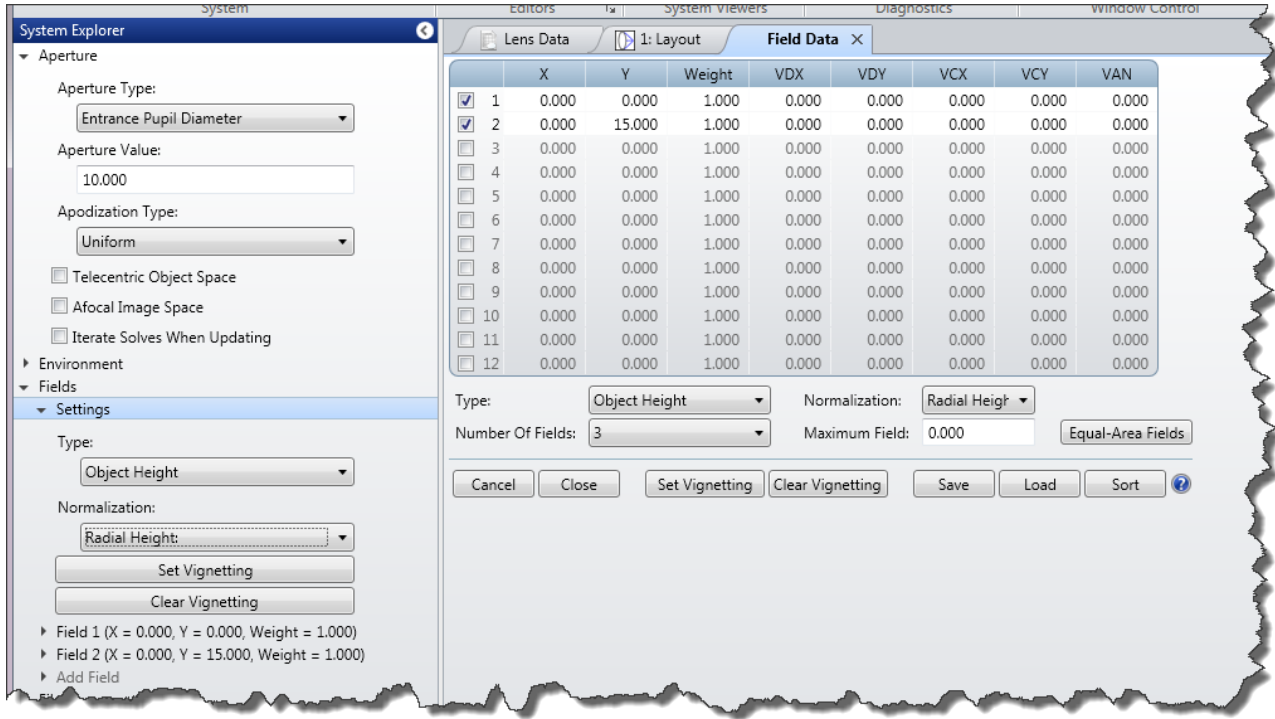 System Editors System Viewers Diagnostics Window Control
System Explorer
Aperture
Aperture Type:
Entrance Pupil Diameter
Aperture Value:
10.000
Apodization Type:
Uniform
Telecentric Object Space
Afocal Image Space
Iterate Solves When Updating
Environment
Fields
Settings
Type:
Object Height
Normalization:
Radial Height:
Set Vignetting
Clear Vignetting
Field 1 (X = 0.000, Y = 0.000, Weight = 1.000)
Field 2 (X = 0.000, Y = 15.000, Weight = 1.000)
Add Field
Lens Data 1: Layout Field Data
X Y Weight VDX VDY VCX VCY VAN
1 0.000 0.000 1.000 0.000 0.000 0.000 0.000 0.000
2 0.000 15.000 1.000 0.000 0.000 0.000 0.000 0.000
3 0.000 0.000 1.000 0.000 0.000 0.000 0.000 0.000
4 0.000 0.000 1.000 0.000 0.000 0.000 0.000 0.000
5 0.000 0.000 1.000 0.000 0.000 0.000 0.000 0.000
6 0.000 0.000 1.000 0.000 0.000 0.000 0.000 0.000
7 0.000 0.000 1.000 0.000 0.000 0.000 0.000 0.000
8 0.000 0.000 1.000 0.000 0.000 0.000 0.000 0.000
9 0.000 0.000 1.000 0.000 0.000 0.000 0.000 0.000
10 0.000 0.000 1.000 0.000 0.000 0.000 0.000 0.000
11 0.000 0.000 1.000 0.000 0.000 0.000 0.000 0.000
12 0.000 0.000 1.000 0.000 0.000 0.000 0.000 0.000
Type: Object Height Normalization: Radial Heigh
Number Of Fields: 3 Maximum Field: 0.000 Equal-Area Fields
Cancel Close Set Vignetting Clear Vignetting Save Load Sort